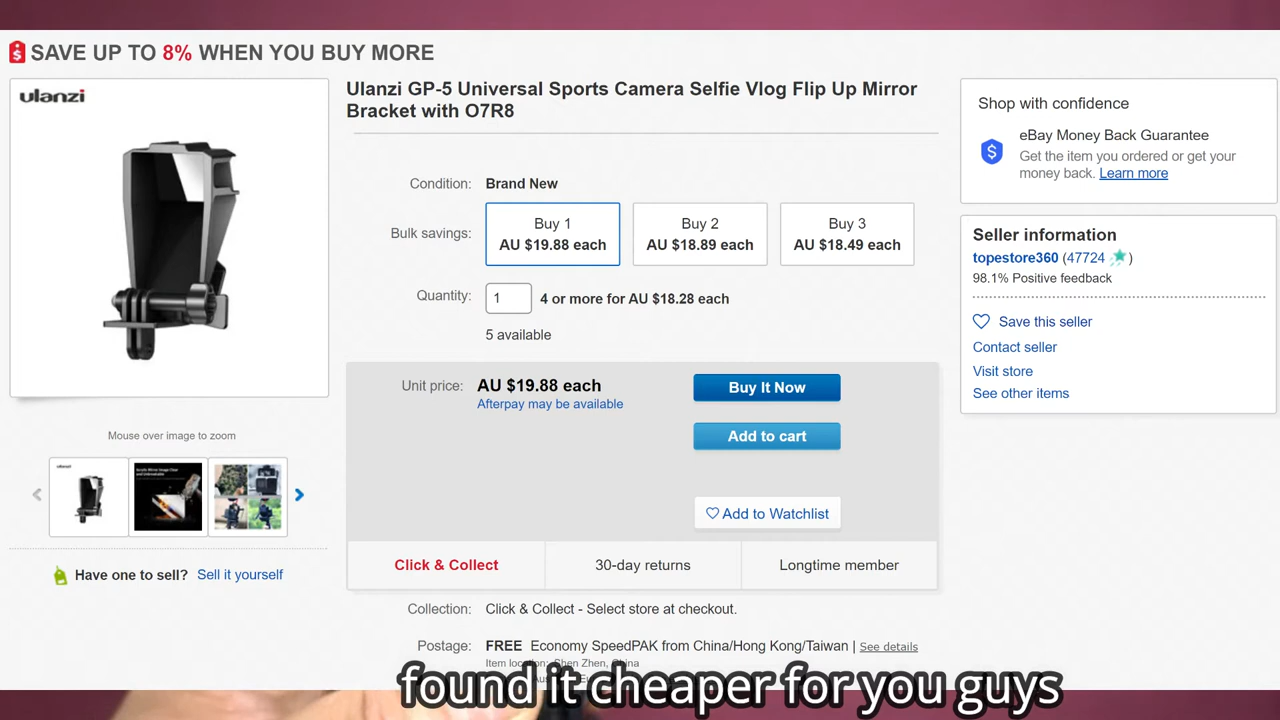 SAVE UP TO 8% WHEN YOU BUY MORE
ulanzi
Ulanzi GP-5 Universal Sports Camera Selfie Vlog Flip Up Mirror
Bracket with O7R8
Condition: Brand New
Bulk savings:
Buy 1
AU $19.88 each
Buy 2
AU $18.89 each
Buy 3
AU $18.49 each
Quantity: 1 4 or more for AU $18.28 each
5 available
Unit price: AU $19.88 each
Afterpay may be available
Buy It Now
Add to cart
Add to Watchlist
Click & Collect
30-day returns
Longtime member
Collection: Click & Collect - Select store at checkout.
Postage: FREE Economy SpeedPAK from China/Hong Kong/Taiwan | See details
Item location: Shen Zhen, China
Mouse over image to zoom
Have one to sell? Sell it yourself
Shop with confidence
eBay Money Back Guarantee
Get the item you ordered or get your
money back. Learn more
Seller information
topestore360 (47724)
98.1% Positive feedback
Save this seller
Contact seller
Visit store
See other items
found it cheaper for you guys